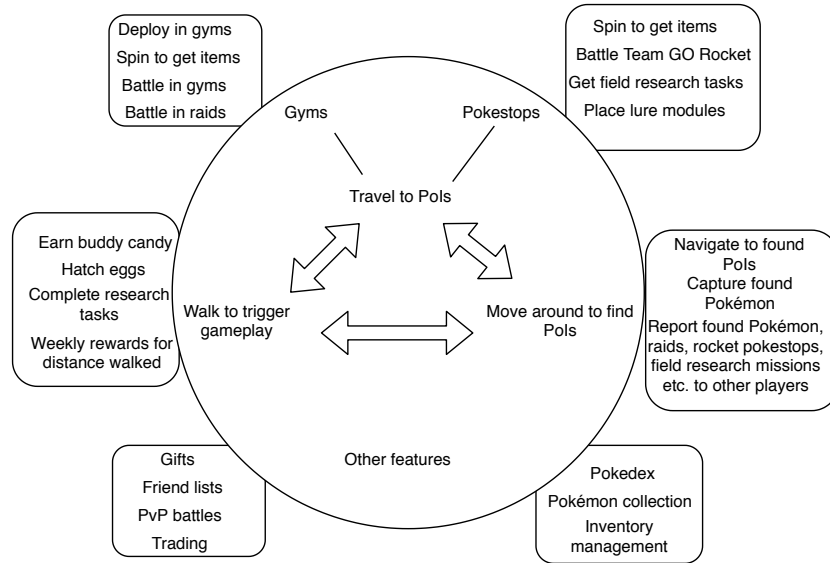 Deploy in gyms
Spin to get items
Battle in gyms
Battle in raids
Spin to get items
Battle Team GO Rocket
Get field research tasks
Place lure modules
Gyms
Pokestops
Travel to PoIs
Earn buddy candy
Hatch eggs
Complete research
tasks
Weekly rewards for
distance walked
Walk to trigger
gameplay
Move around to find
PoIs
Navigate to found
PoIs
Capture found
Pokémon
Report found Pokémon,
raids, rocket pokestops,
field research missions
etc. to other players
Gifts
Friend lists
PvP battles
Trading
Other features
Pokedex
Pokémon collection
Inventory
management